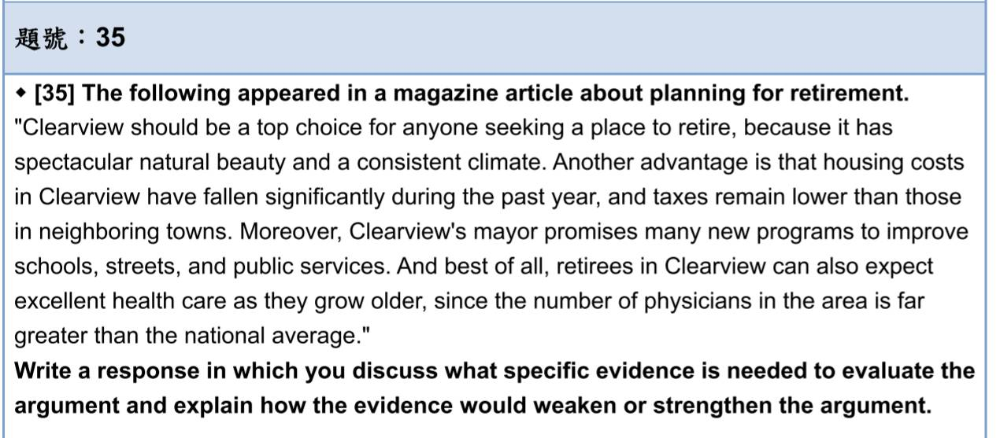 題號：35
◆ [35] The following appeared in a magazine article about planning for retirement.
"Clearview should be a top choice for anyone seeking a place to retire, because it has
spectacular natural beauty and a consistent climate. Another advantage is that housing costs
in Clearview have fallen significantly during the past year, and taxes remain lower than those
in neighboring towns. Moreover, Clearview's mayor promises many new programs to improve
schools, streets, and public services. And best of all, retirees in Clearview can also expect
excellent health care as they grow older, since the number of physicians in the area is far
greater than the national average."
Write a response in which you discuss what specific evidence is needed to evaluate the
argument and explain how the evidence would weaken or strengthen the argument.